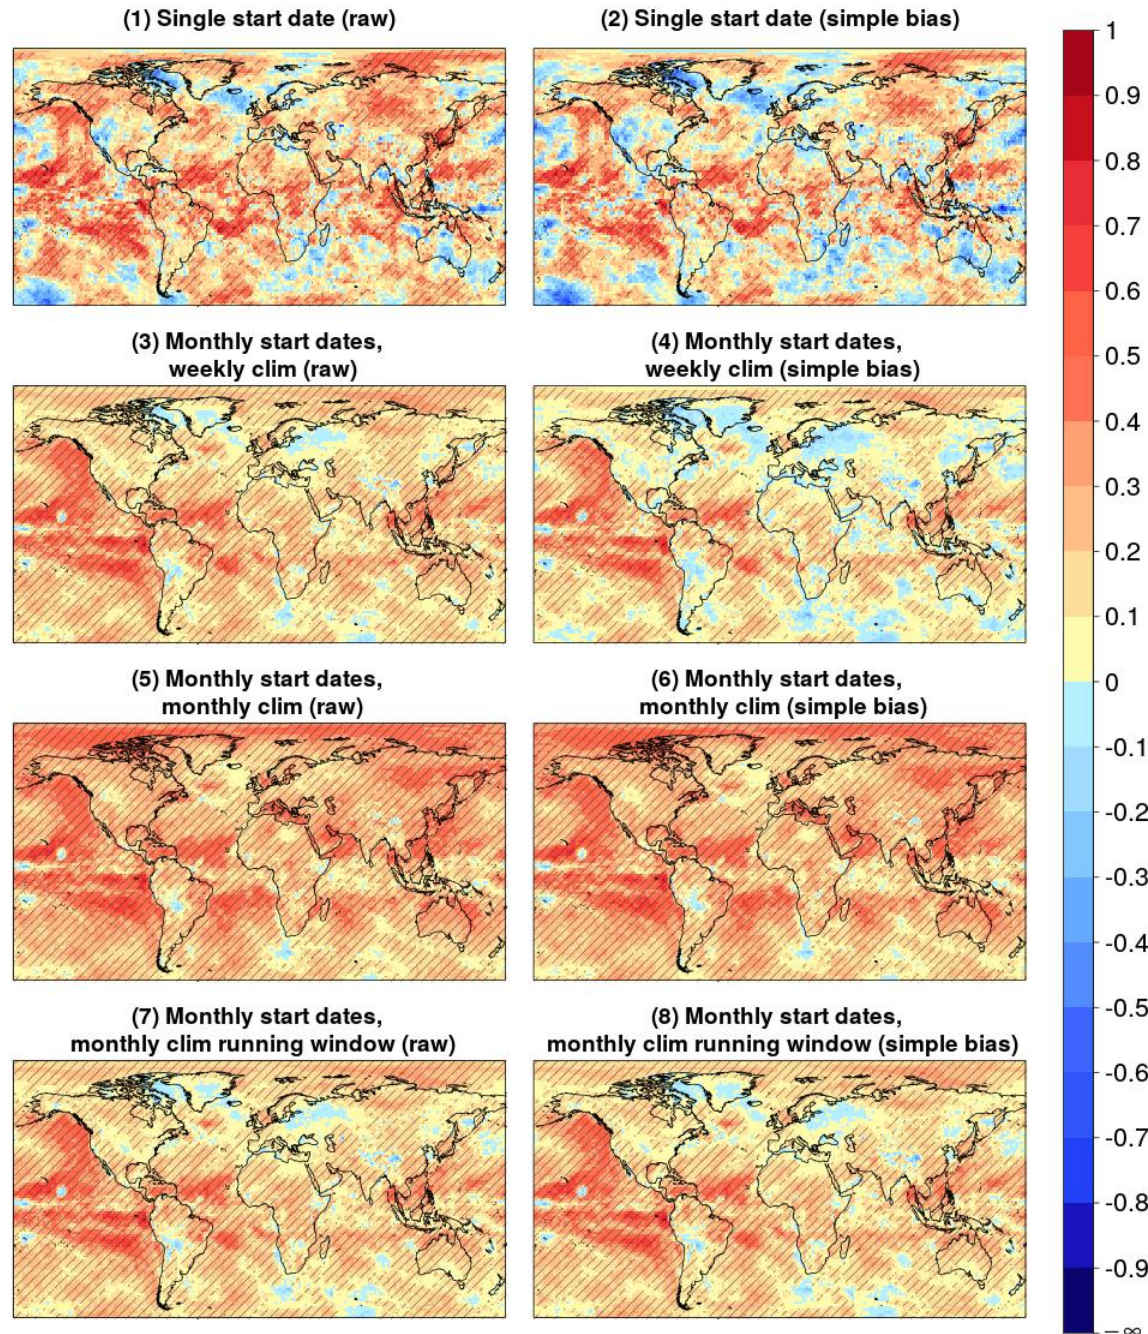 (1) Single start date (raw)
(2) Single start date (simple bias)
(3) Monthly start dates,
weekly clim (raw)
(4) Monthly start dates,
weekly clim (simple bias)
(5) Monthly start dates,
monthly clim (raw)
(6) Monthly start dates,
monthly clim (simple bias)
(7) Monthly start dates,
monthly clim running window (raw)
(8) Monthly start dates,
monthly clim running window (simple bias)
1
0.9
0.8
0.7
0.6
0.5
0.4
0.3
0.2
0.1
0
-0.1
-0.2
-0.3
-0.4
-0.5
-0.6
-0.7
-0.8
-0.9
−∞